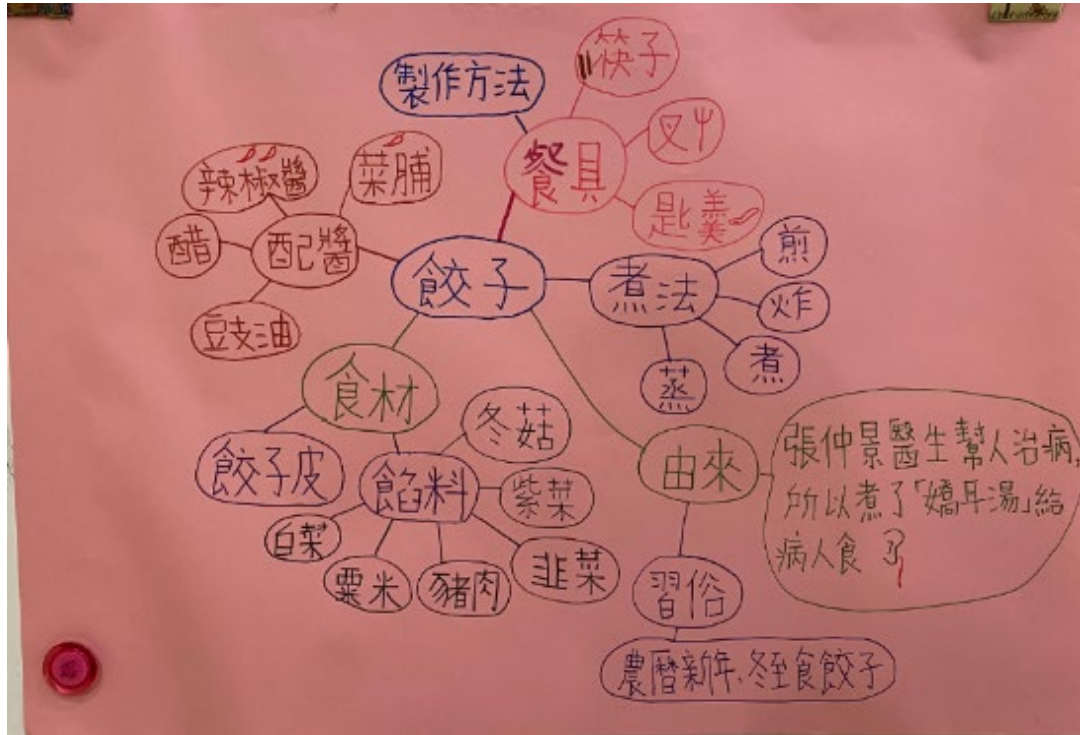 製作方法
筷子
叉
餐具
匙羹
辣椒醬
菜脯
醋
配醬
豆支油
餃子
煮法
煎
炸
煮
蒸
食材
餃子皮
餡料
冬菇
紫菜
韭菜
豬肉
粟米
白菜
由來
張仲景醫生幫人治病,
所以煮了「嬌耳湯」給
病人食
習俗
農曆新年、冬至食餃子